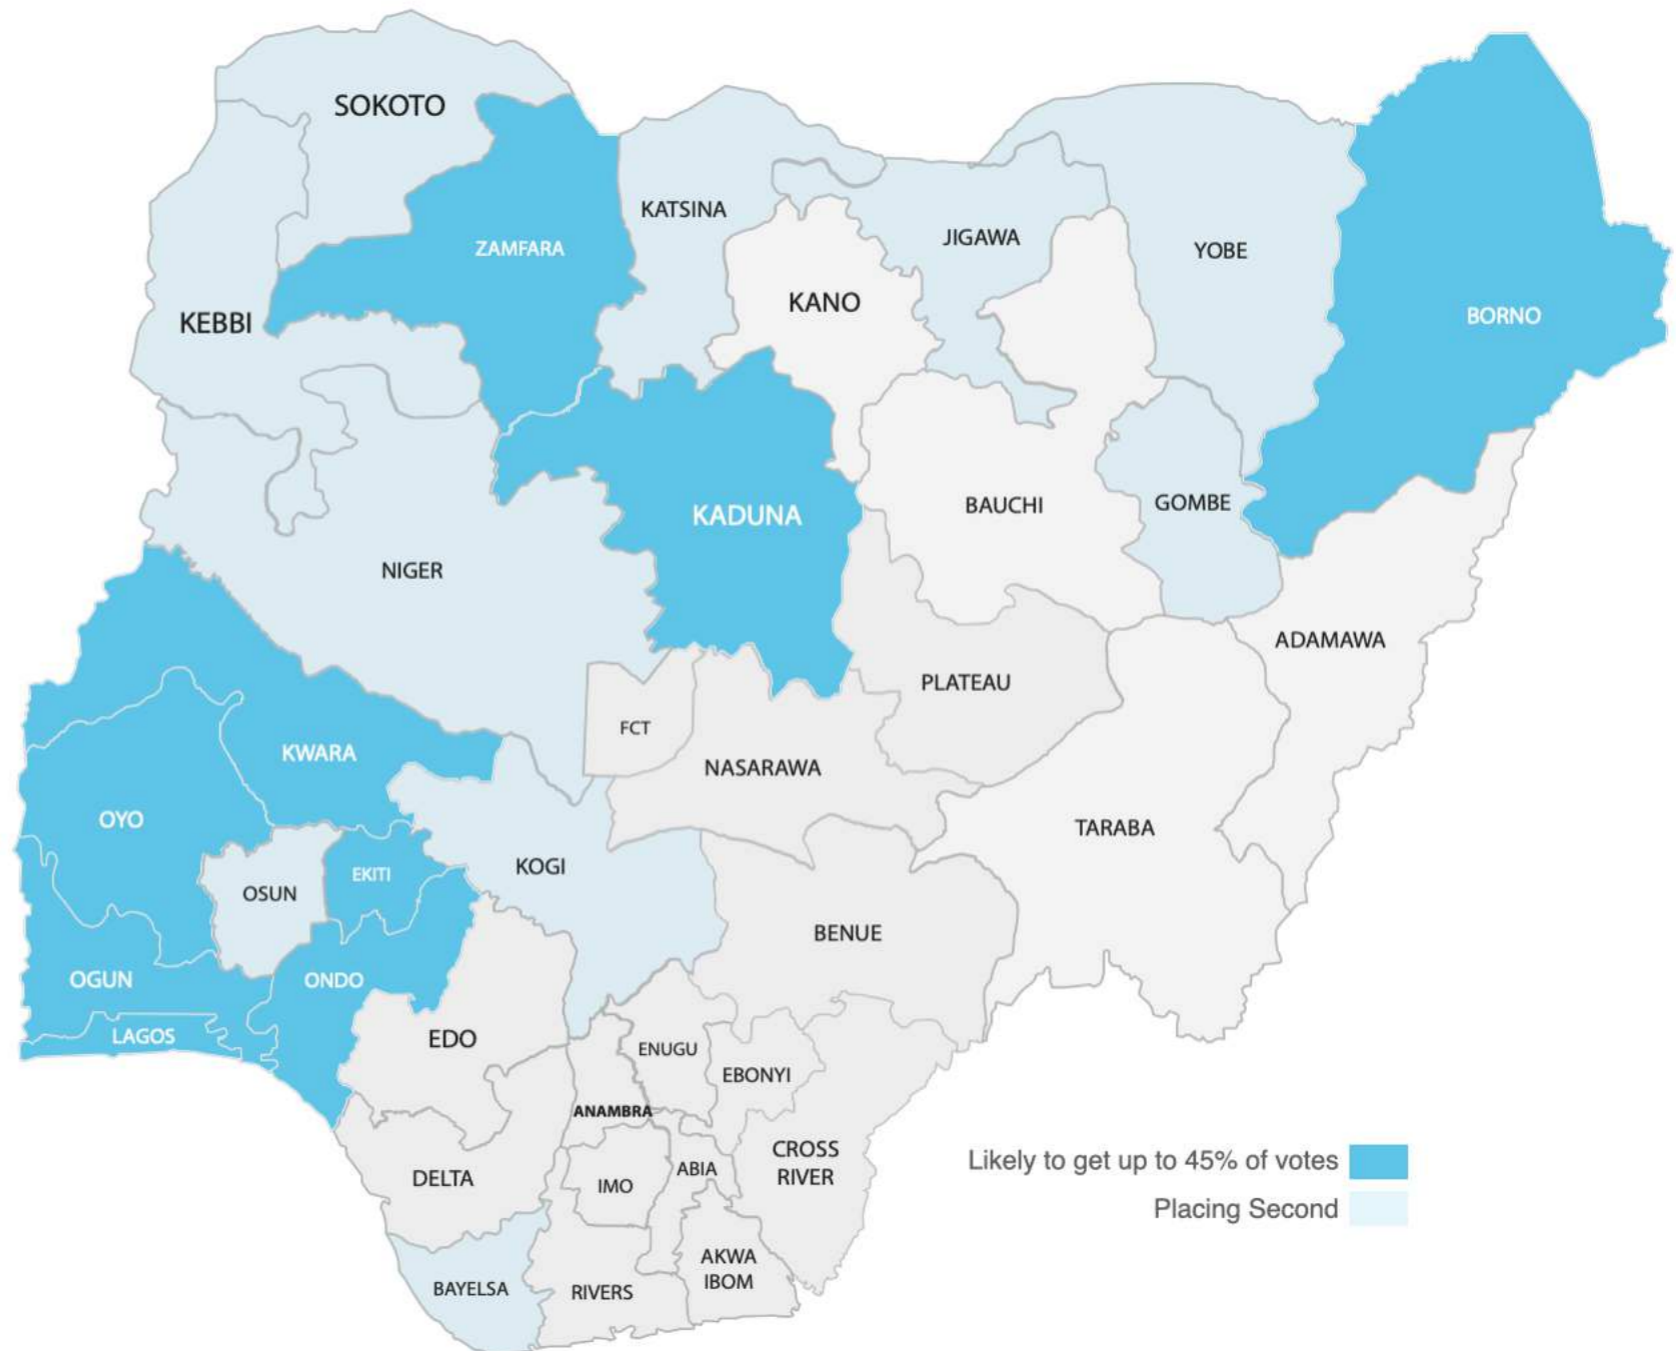 SOKOTO
KATSINA
JIGAWA
ZAMFARA
YOBE
KANO
BORNO
KEBBI
BAUCHI
GOMBE
KADUNA
NIGER
ADAMAWA
PLATEAU
FCT
KWARA
NASARAWA
OYO
TARABA
KOGI
EKITI
OSUN
BENUE
OGUN
ONDO
LAGOS
EDO
ENUGU
EBONYI
ANAMBRA
CROSS
RIVER
ABIA
DELTA
IMO
AKWA
IBOM
BAYELSA
RIVERS
Likely to get up to 45% of votes
Placing Second